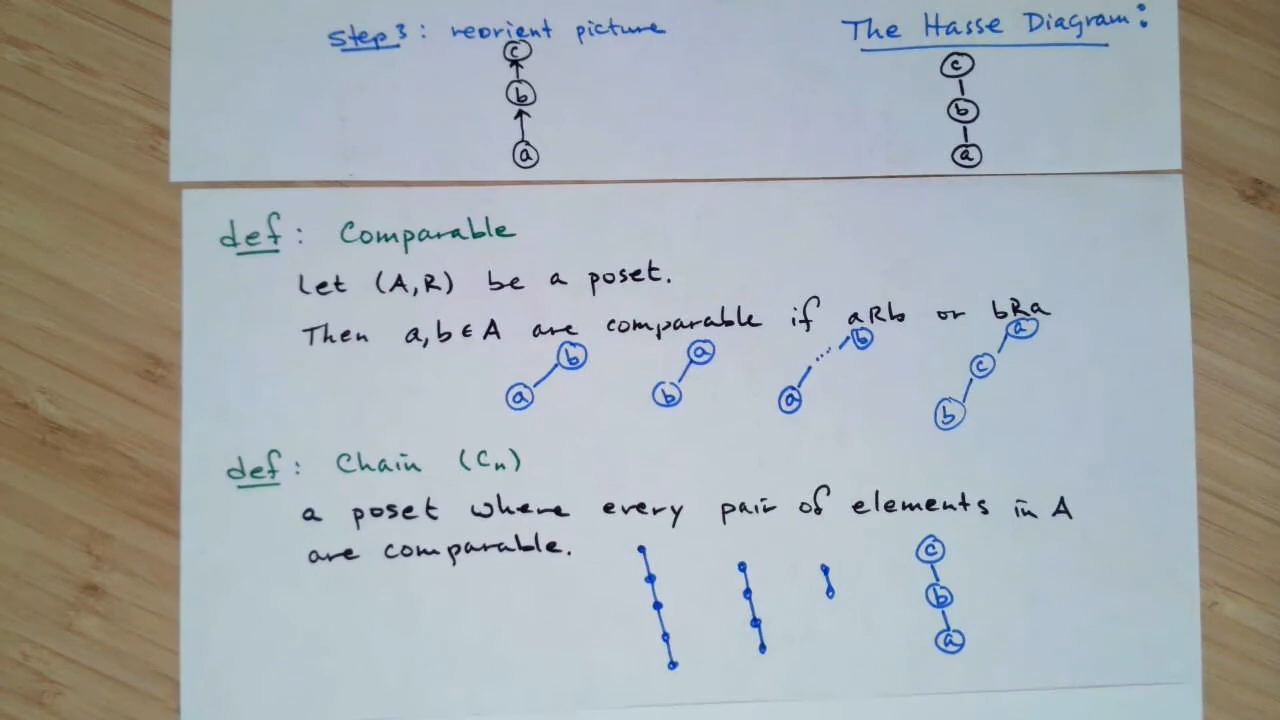 Step 3: reorient picture
c
b
a
The Hasse Diagram:
c
b
a
def: Comparable
Let (A,R) be a poset.
Then a,b ∈ A are comparable if aRb or bRa
a b
b a
a ... b
b c a
def: Chain (Cn)
a poset where every pair of elements in A
are comparable.
c
b
a